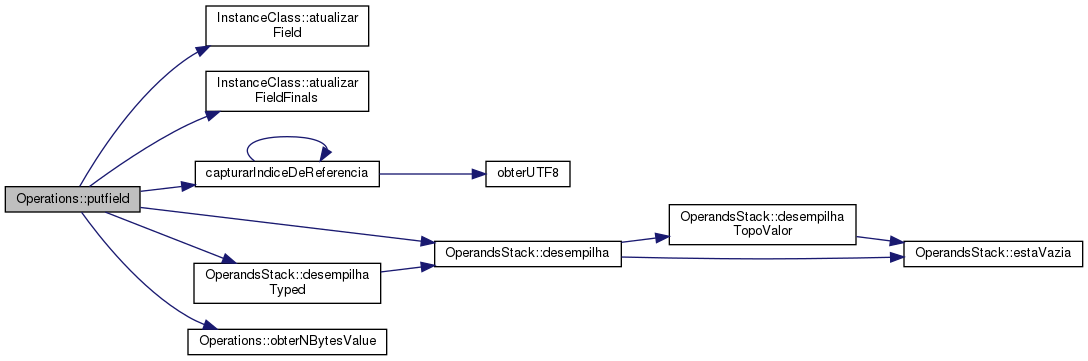 InstanceClass::atualizar
Field
InstanceClass::atualizar
FieldFinals
capturarIndiceDeReferencia
obterUTF8
Operations::putfield
OperandsStack::desempilha
TopoValor
OperandsStack::desempilha
OperandsStack::estaVazia
OperandsStack::desempilha
Typed
Operations::obterNBytesValue